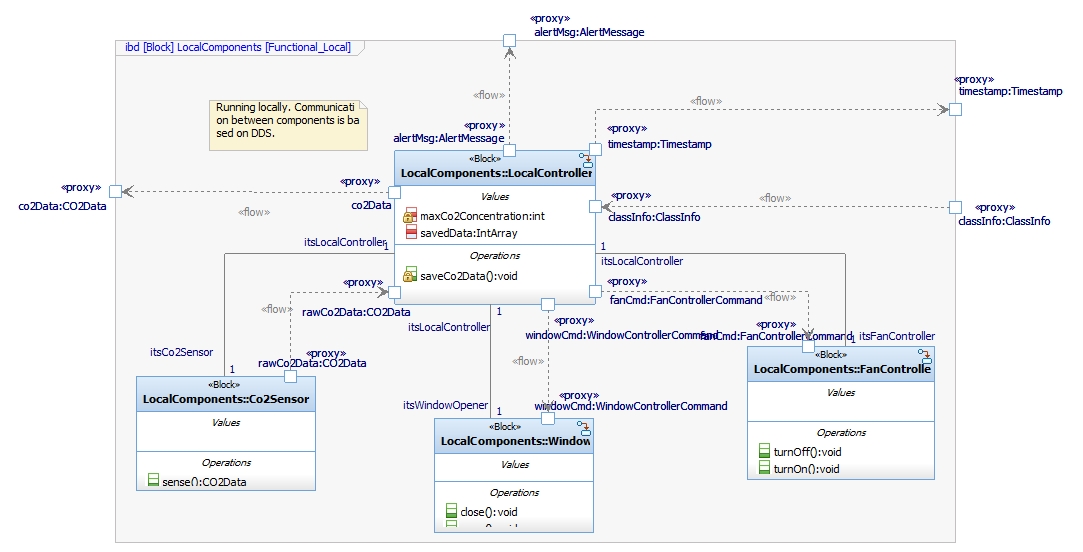 «proxy»
alertMsg:AlertMessage
ibd [Block] LocalComponents [Functional_Local]
«proxy»
timestamp:Timestamp
«flow»
«flow»
Running locally. Communicati
on between components is ba
sed on DDS.
«proxy»
alertMsg:AlertMessage
«proxy»
timestamp:Timestamp
«Block»
LocalComponents::LocalController
«proxy»
co2Data:CO2Data
«flow»
«proxy»
co2Data
Values
maxCo2Concentration:int
savedData:IntArray
«flow»
classInfo:ClassInfo
«proxy»
classInfo:ClassInfo
itsLocalController
1
Operations
saveCo2Data():void
1
itsLocalController
«proxy»
rawCo2Data:CO2Data
«flow»
«proxy»
fanCmd:FanControllerCommand
«flow»
1
itsLocalController
«proxy»
windowCmd:WindowControllerCommand
«flow»
«proxy»
fanCmd:FanControllerCommand
1
itsFanController
itsCo2Sensor
1
«proxy»
rawCo2Data:CO2Data
«Block»
LocalComponents::Co2Sensor
Values
Operations
sense():CO2Data
itsWindowOpener
1
«proxy»
windowCmd:WindowControllerCommand
«Block»
LocalComponents::Window
Values
Operations
close():void
«Block»
LocalComponents::FanControlle
Values
Operations
turnOff():void
turnOn():void